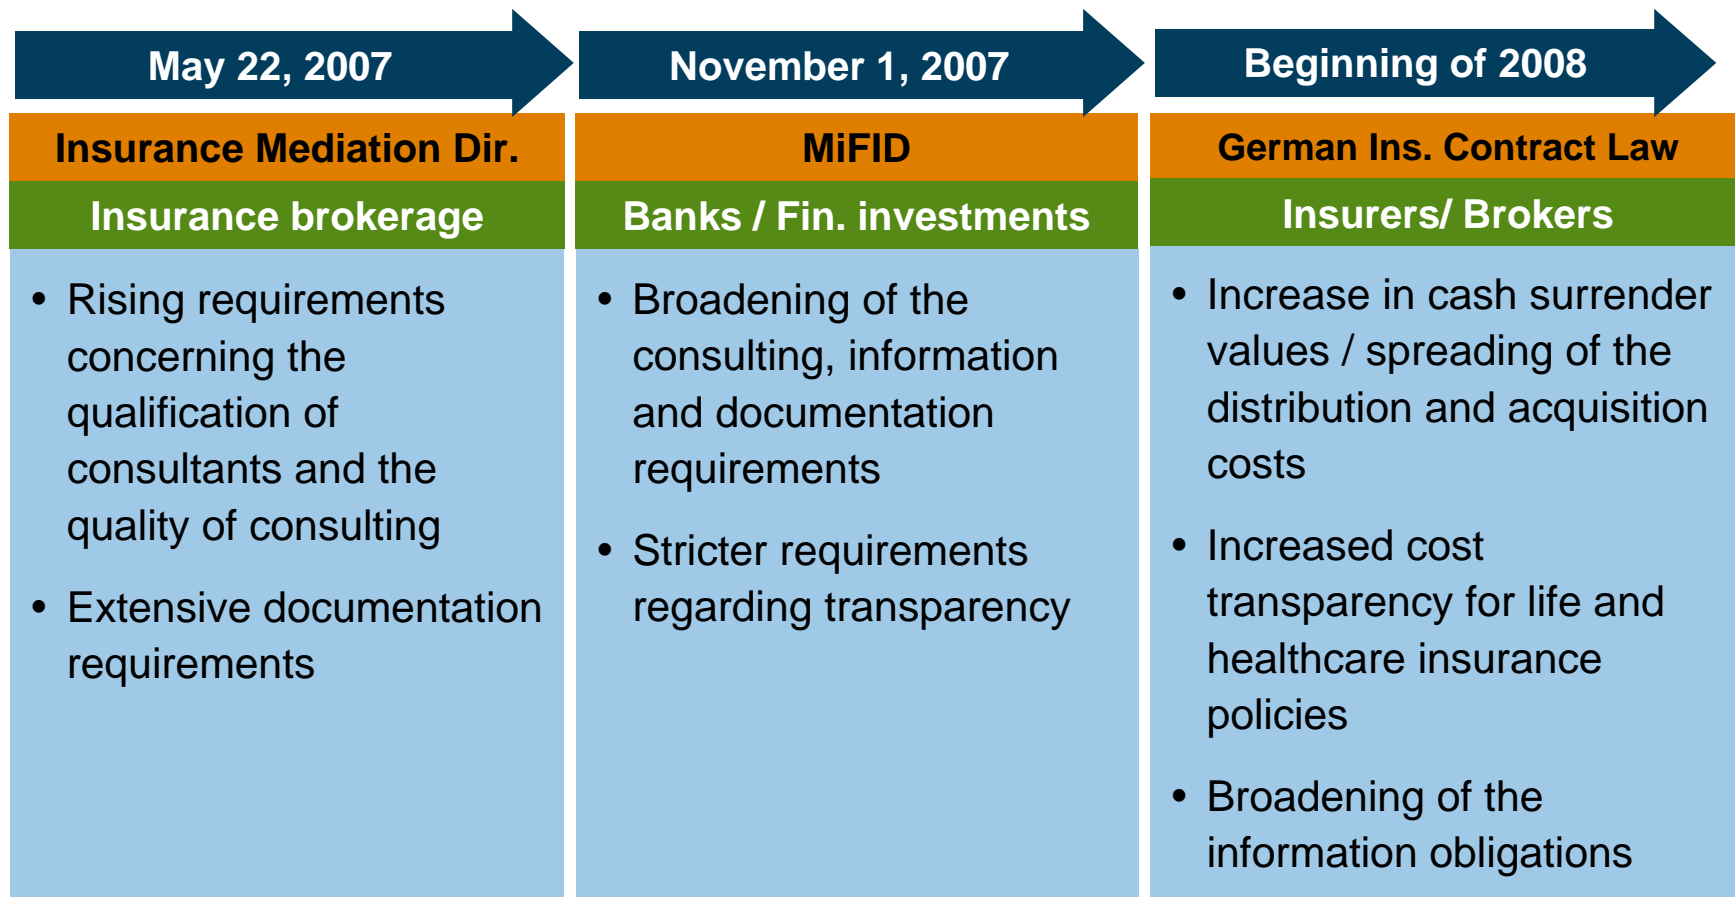 May 22, 2007
Insurance Mediation Dir.
Insurance brokerage
• Rising requirements
concerning the
qualification of
consultants and the
quality of consulting
• Extensive documentation
requirements
November 1, 2007
MiFID
Banks / Fin. investments
• Broadening of the
consulting, information
and documentation
requirements
• Stricter requirements
regarding transparency
Beginning of 2008
German Ins. Contract Law
Insurers/ Brokers
• Increase in cash surrender
values / spreading of the
distribution and acquisition
costs
• Increased cost
transparency for life and
healthcare insurance
policies
• Broadening of the
information obligations